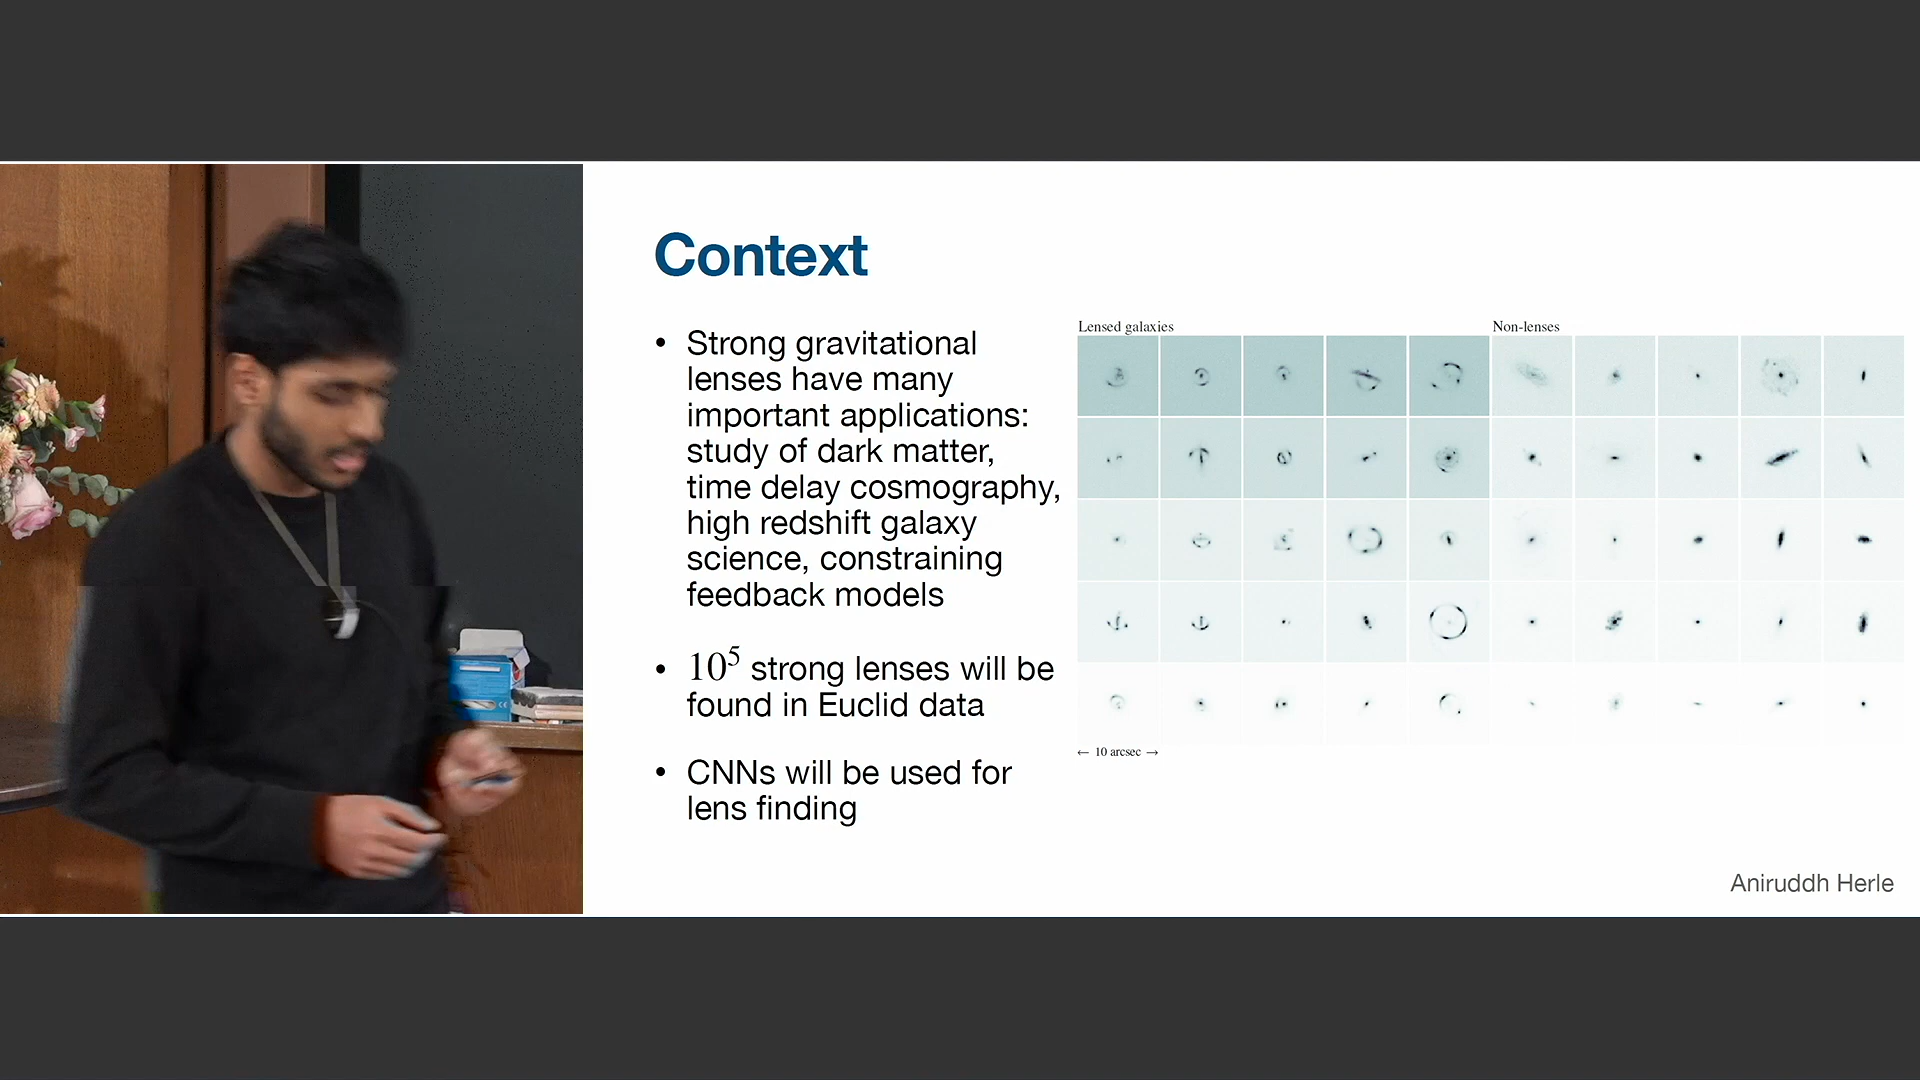 Context
• Strong gravitational
lenses have many
important applications:
study of dark matter,
time delay cosmography,
high redshift galaxy
science, constraining
feedback models
• 10⁵ strong lenses will be
found in Euclid data
• CNNs will be used for
lens finding
Lensed galaxies
Non-lenses
← 10 arcsec →
Aniruddh Herle